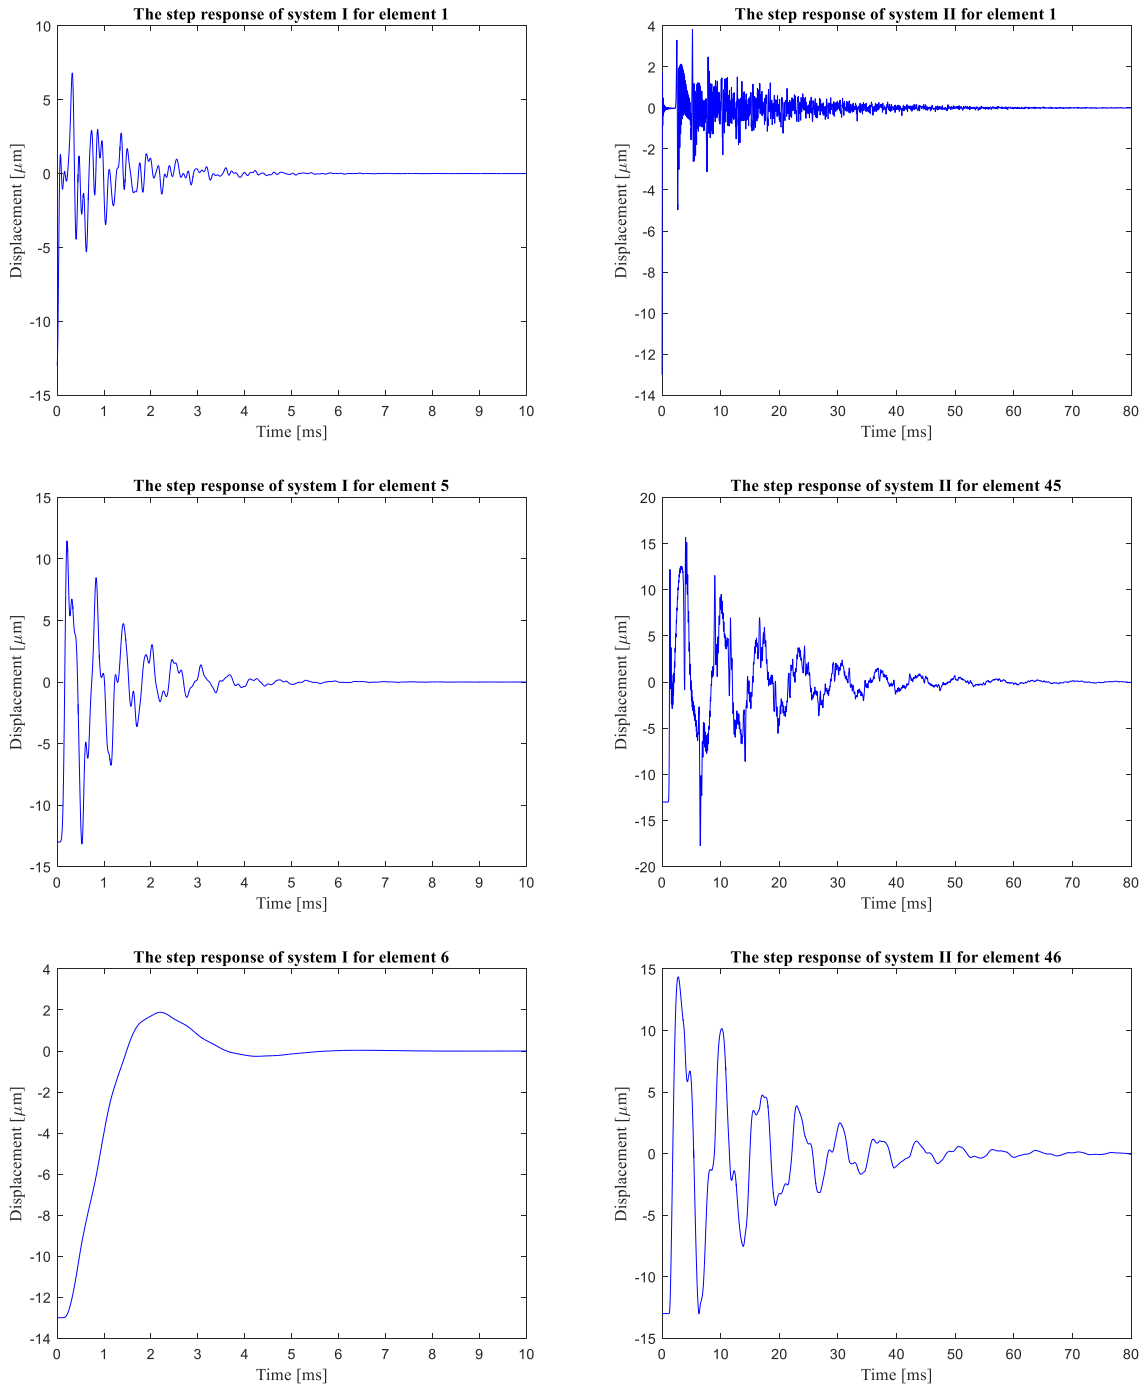 The step response of system I for element 1
10
5
0
-5
-10
-15
Displacement [μm]
0 1 2 3 4 5 6 7 8 9 10
Time [ms]
The step response of system II for element 1
4
2
0
-2
-4
-6
-8
-10
-12
-14
Displacement [μm]
0 10 20 30 40 50 60 70 80
Time [ms]
The step response of system I for element 5
15
10
5
0
-5
-10
-15
Displacement [μm]
0 1 2 3 4 5 6 7 8 9 10
Time [ms]
The step response of system II for element 45
20
15
10
5
0
-5
-10
-15
-20
Displacement [μm]
0 10 20 30 40 50 60 70 80
Time [ms]
The step response of system I for element 6
4
2
0
-2
-4
-6
-8
-10
-12
-14
Displacement [μm]
0 1 2 3 4 5 6 7 8 9 10
Time [ms]
The step response of system II for element 46
15
10
5
0
-5
-10
-15
Displacement [μm]
0 10 20 30 40 50 60 70 80
Time [ms]